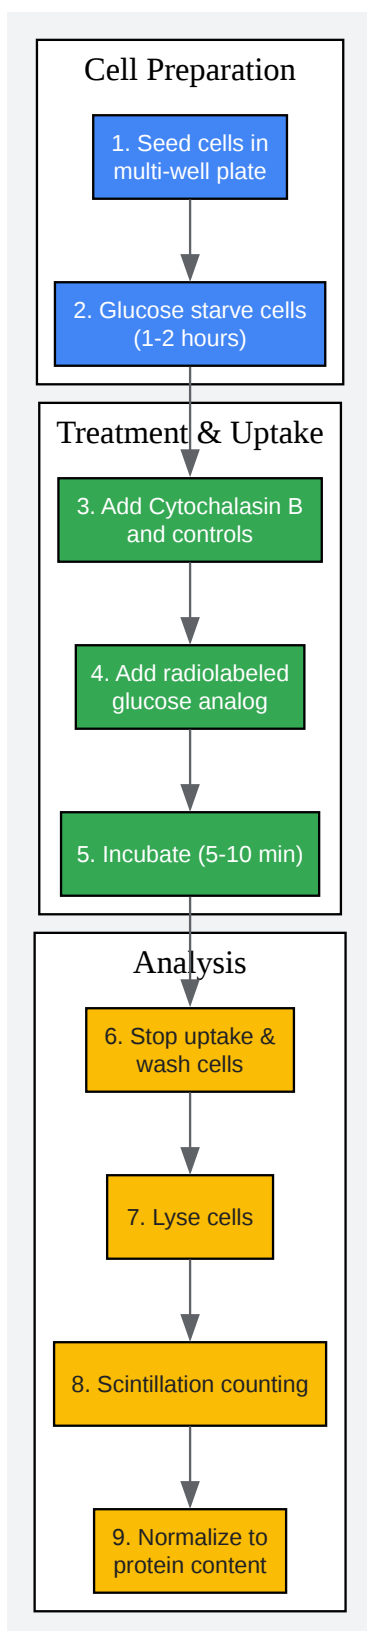 Cell Preparation
1. Seed cells in
multi-well plate
2. Glucose starve cells
(1-2 hours)
Treatment & Uptake
3. Add Cytochalasin B
and controls
4. Add radiolabeled
glucose analog
5. Incubate (5-10 min)
Analysis
6. Stop uptake &
wash cells
7. Lyse cells
8. Scintillation counting
9. Normalize to
protein content